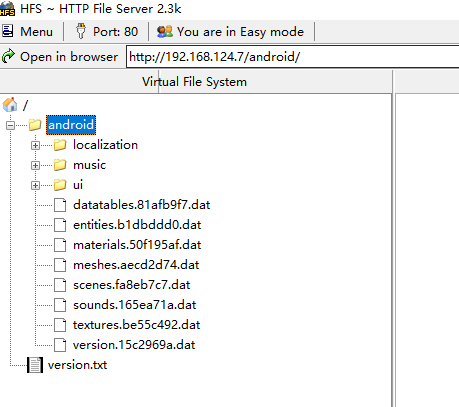 HFS ~ HTTP File Server 2.3k
Menu Port: 80 You are in Easy mode
Open in browser http://192.168.124.7/android/
Virtual File System
/
android
localization
music
ui
datatables.81afb9f7.dat
entities.b1dbddd0.dat
materials.50f195af.dat
meshes.aecd2d74.dat
scenes.fa8eb7c7.dat
sounds.165ea71a.dat
textures.be55c492.dat
version.15c2969a.dat
version.txt